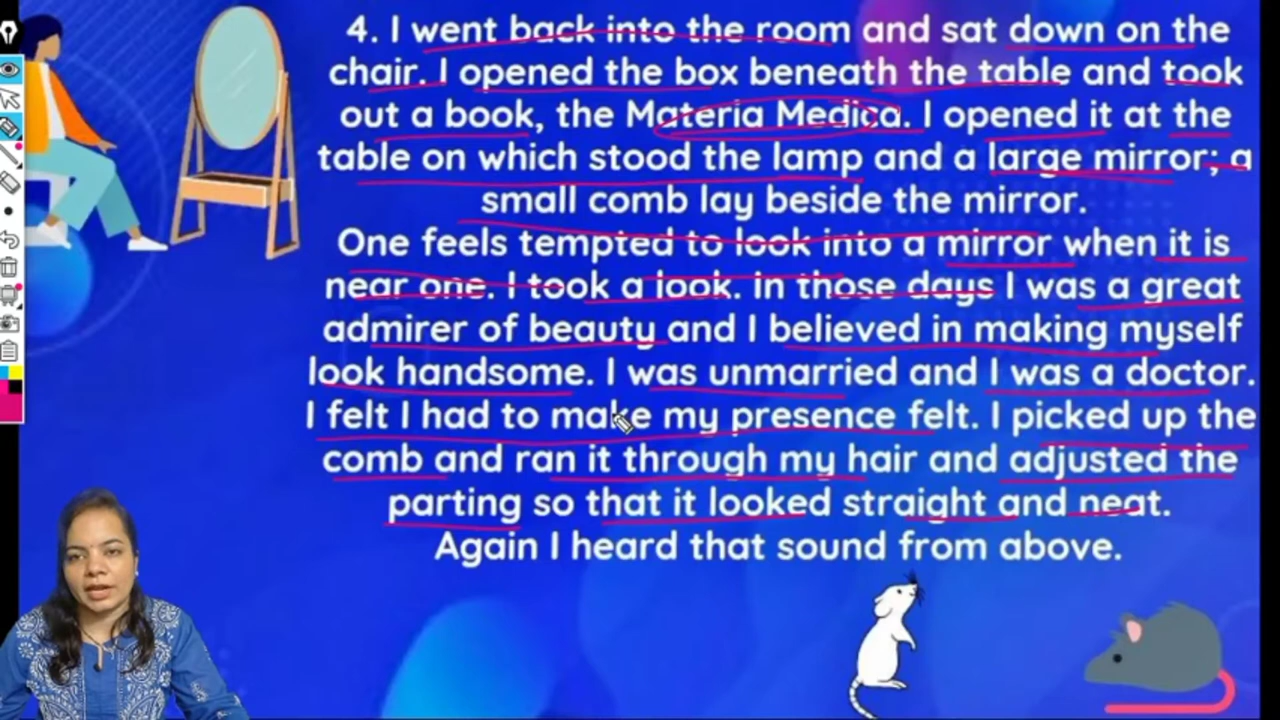 4. I went back into the room and sat down on the
chair. I opened the box beneath the table and took
out a book, the Materia Medica. I opened it at the
table on which stood the lamp and a large mirror; a
small comb lay beside the mirror.
One feels tempted to look into a mirror when it is
near one. I took a look. In those days I was a great
admirer of beauty and I believed in making myself
look handsome. I was unmarried and I was a doctor.
I felt I had to make my presence felt. I picked up the
comb and ran it through my hair and adjusted the
parting so that it looked straight and neat.
Again I heard that sound from above.